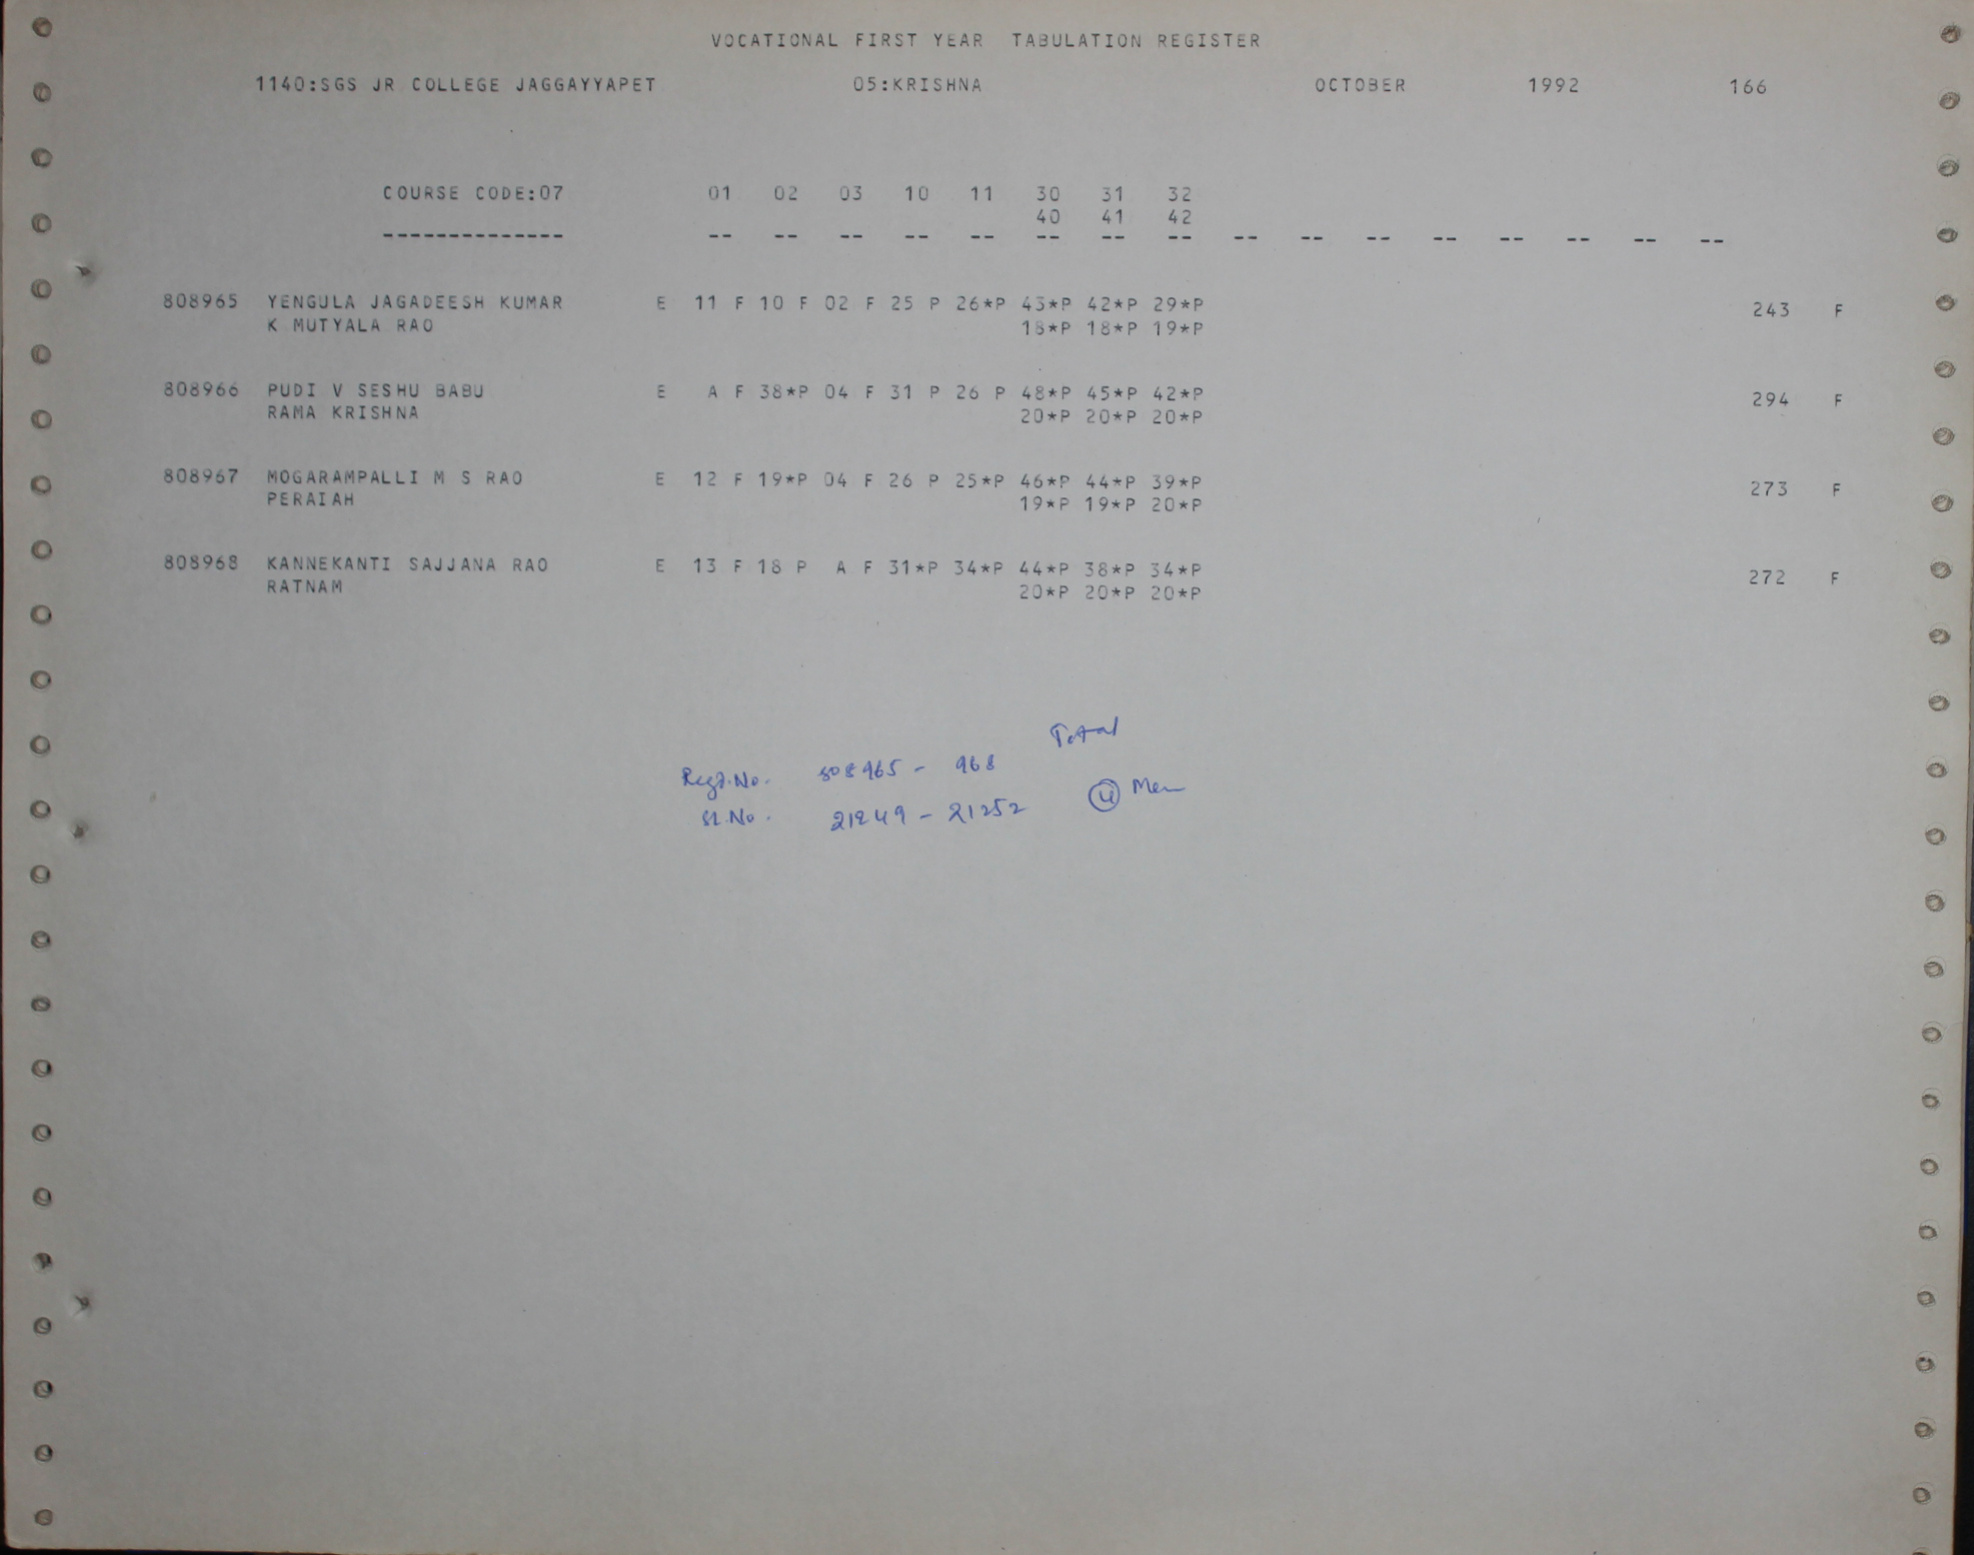 VOCATIONAL FIRST YEAR TABULATION REGISTER
1140:SGS JR COLLEGE JAGGAYYAPET 05:KRISHNA OCTOBER 1992 166
COURSE CODE:07 01 02 03 10 11 30 31 32
40 41 42
-------------- -- -- -- -- -- -- -- -- -- -- -- -- -- -- -- --
808965 YENGULA JAGADEESH KUMAR E 11 F 10 F 02 F 25 P 26*P 43*P 42*P 29*P 243 F
K MUTYALA RAO 18*P 18*P 19*P
808966 PUDI V SESHU BABU E A F 38*P 04 F 31 P 26 P 48*P 45*P 42*P 294 F
RAMA KRISHNA 20*P 20*P 20*P
808967 MOGARAMPALLI M S RAO E 12 F 19*P 04 F 26 P 25*P 46*P 44*P 39*P 273 F
PERAIAH 19*P 19*P 20*P
808968 KANNEKANTI SAJJANA RAO E 13 F 18 P A F 31*P 34*P 44*P 38*P 34*P 272 F
RATNAM 20*P 20*P 20*P
Total
Regd.No. 808965 - 968
Sl.No. 21249 - 21252 4